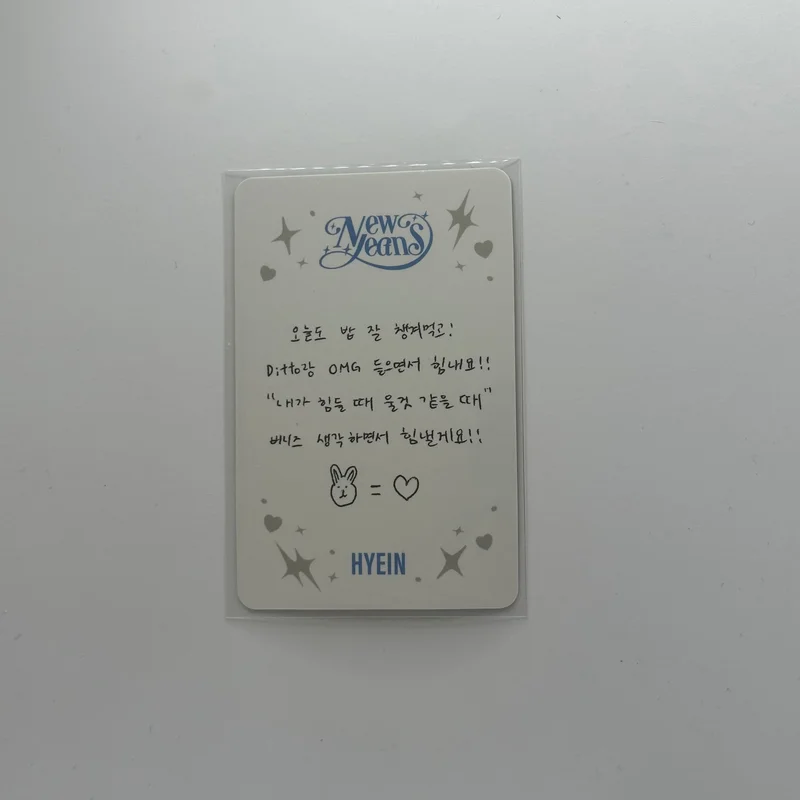 NewJeans
오늘도 밥 잘 챙겨먹고!
Ditto랑 OMG 들으면서 힘내요!!
"내가 힘들 때 울것 같을 때"
버니즈 생각하면서 힘낼게요!!
=
HYEIN